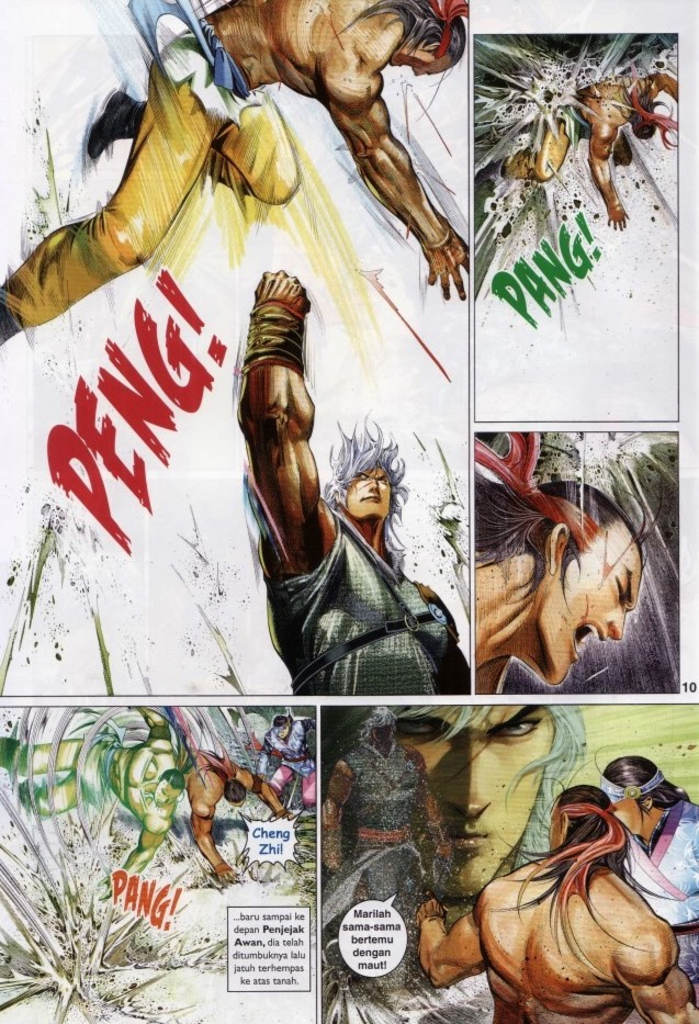 PENG!
PANG!
10
PANG!
Cheng
Zhi!
...baru sampai ke
depan Penjejak
Awan, dia telah
ditumbuknya lalu
jatuh terhempas
ke atas tanah.
Marilah
sama-sama
bertemu
dengan
maut!